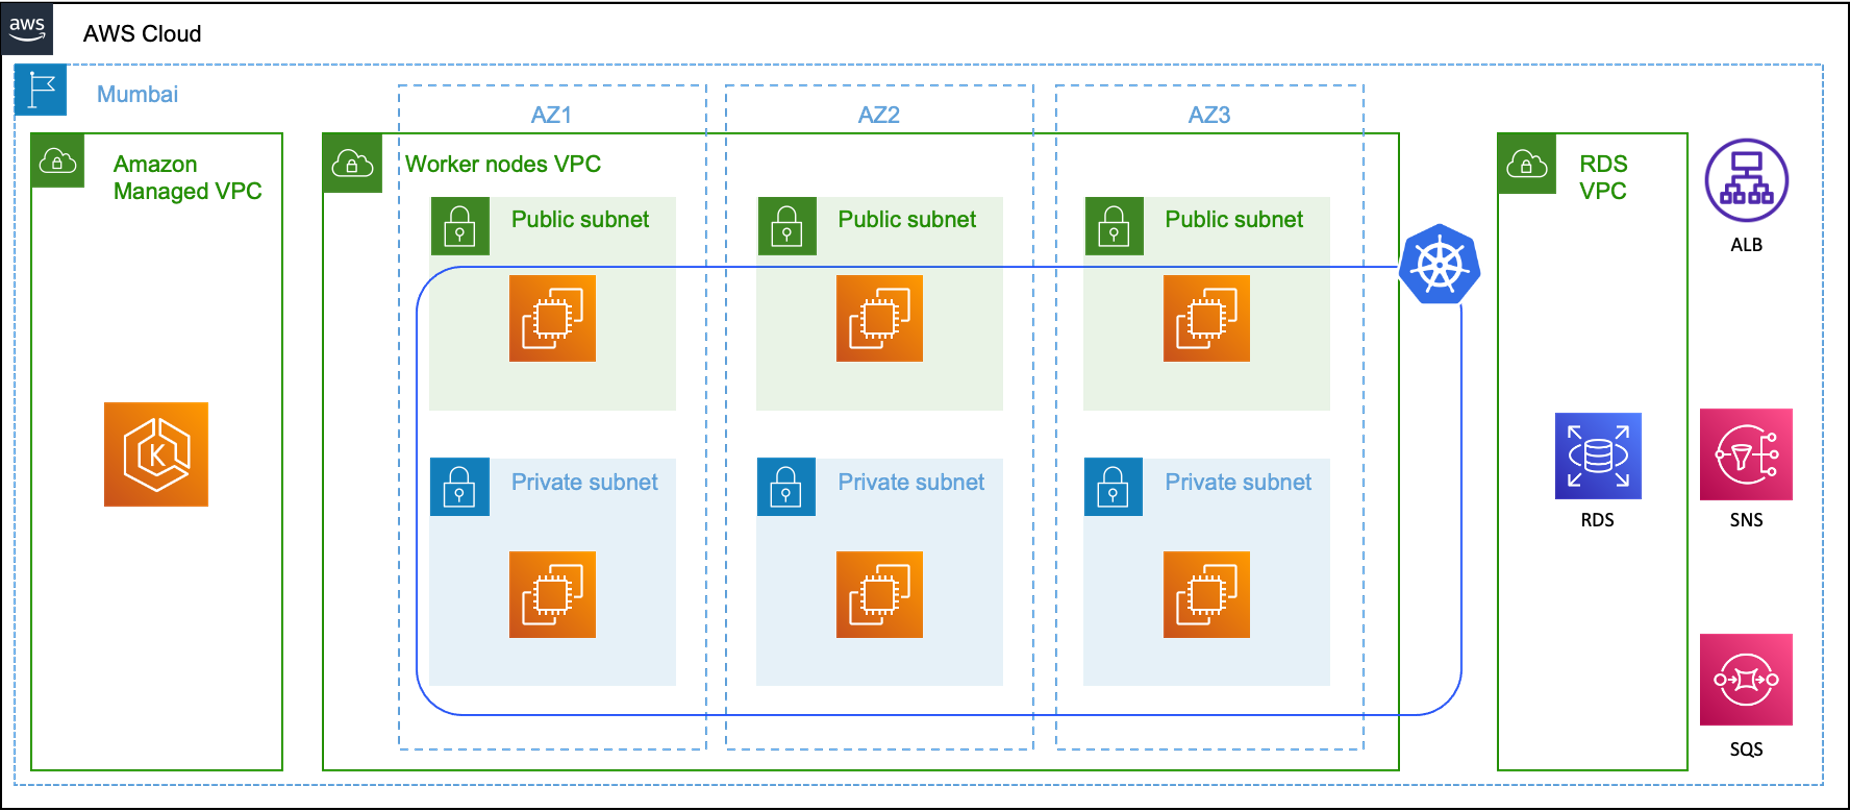 aws
AWS Cloud
Mumbai
AZ1
AZ2
AZ3
Amazon
Managed VPC
Worker nodes VPC
RDS
VPC
Public subnet
Public subnet
Public subnet
ALB
K
Private subnet
Private subnet
Private subnet
RDS
SNS
SQS